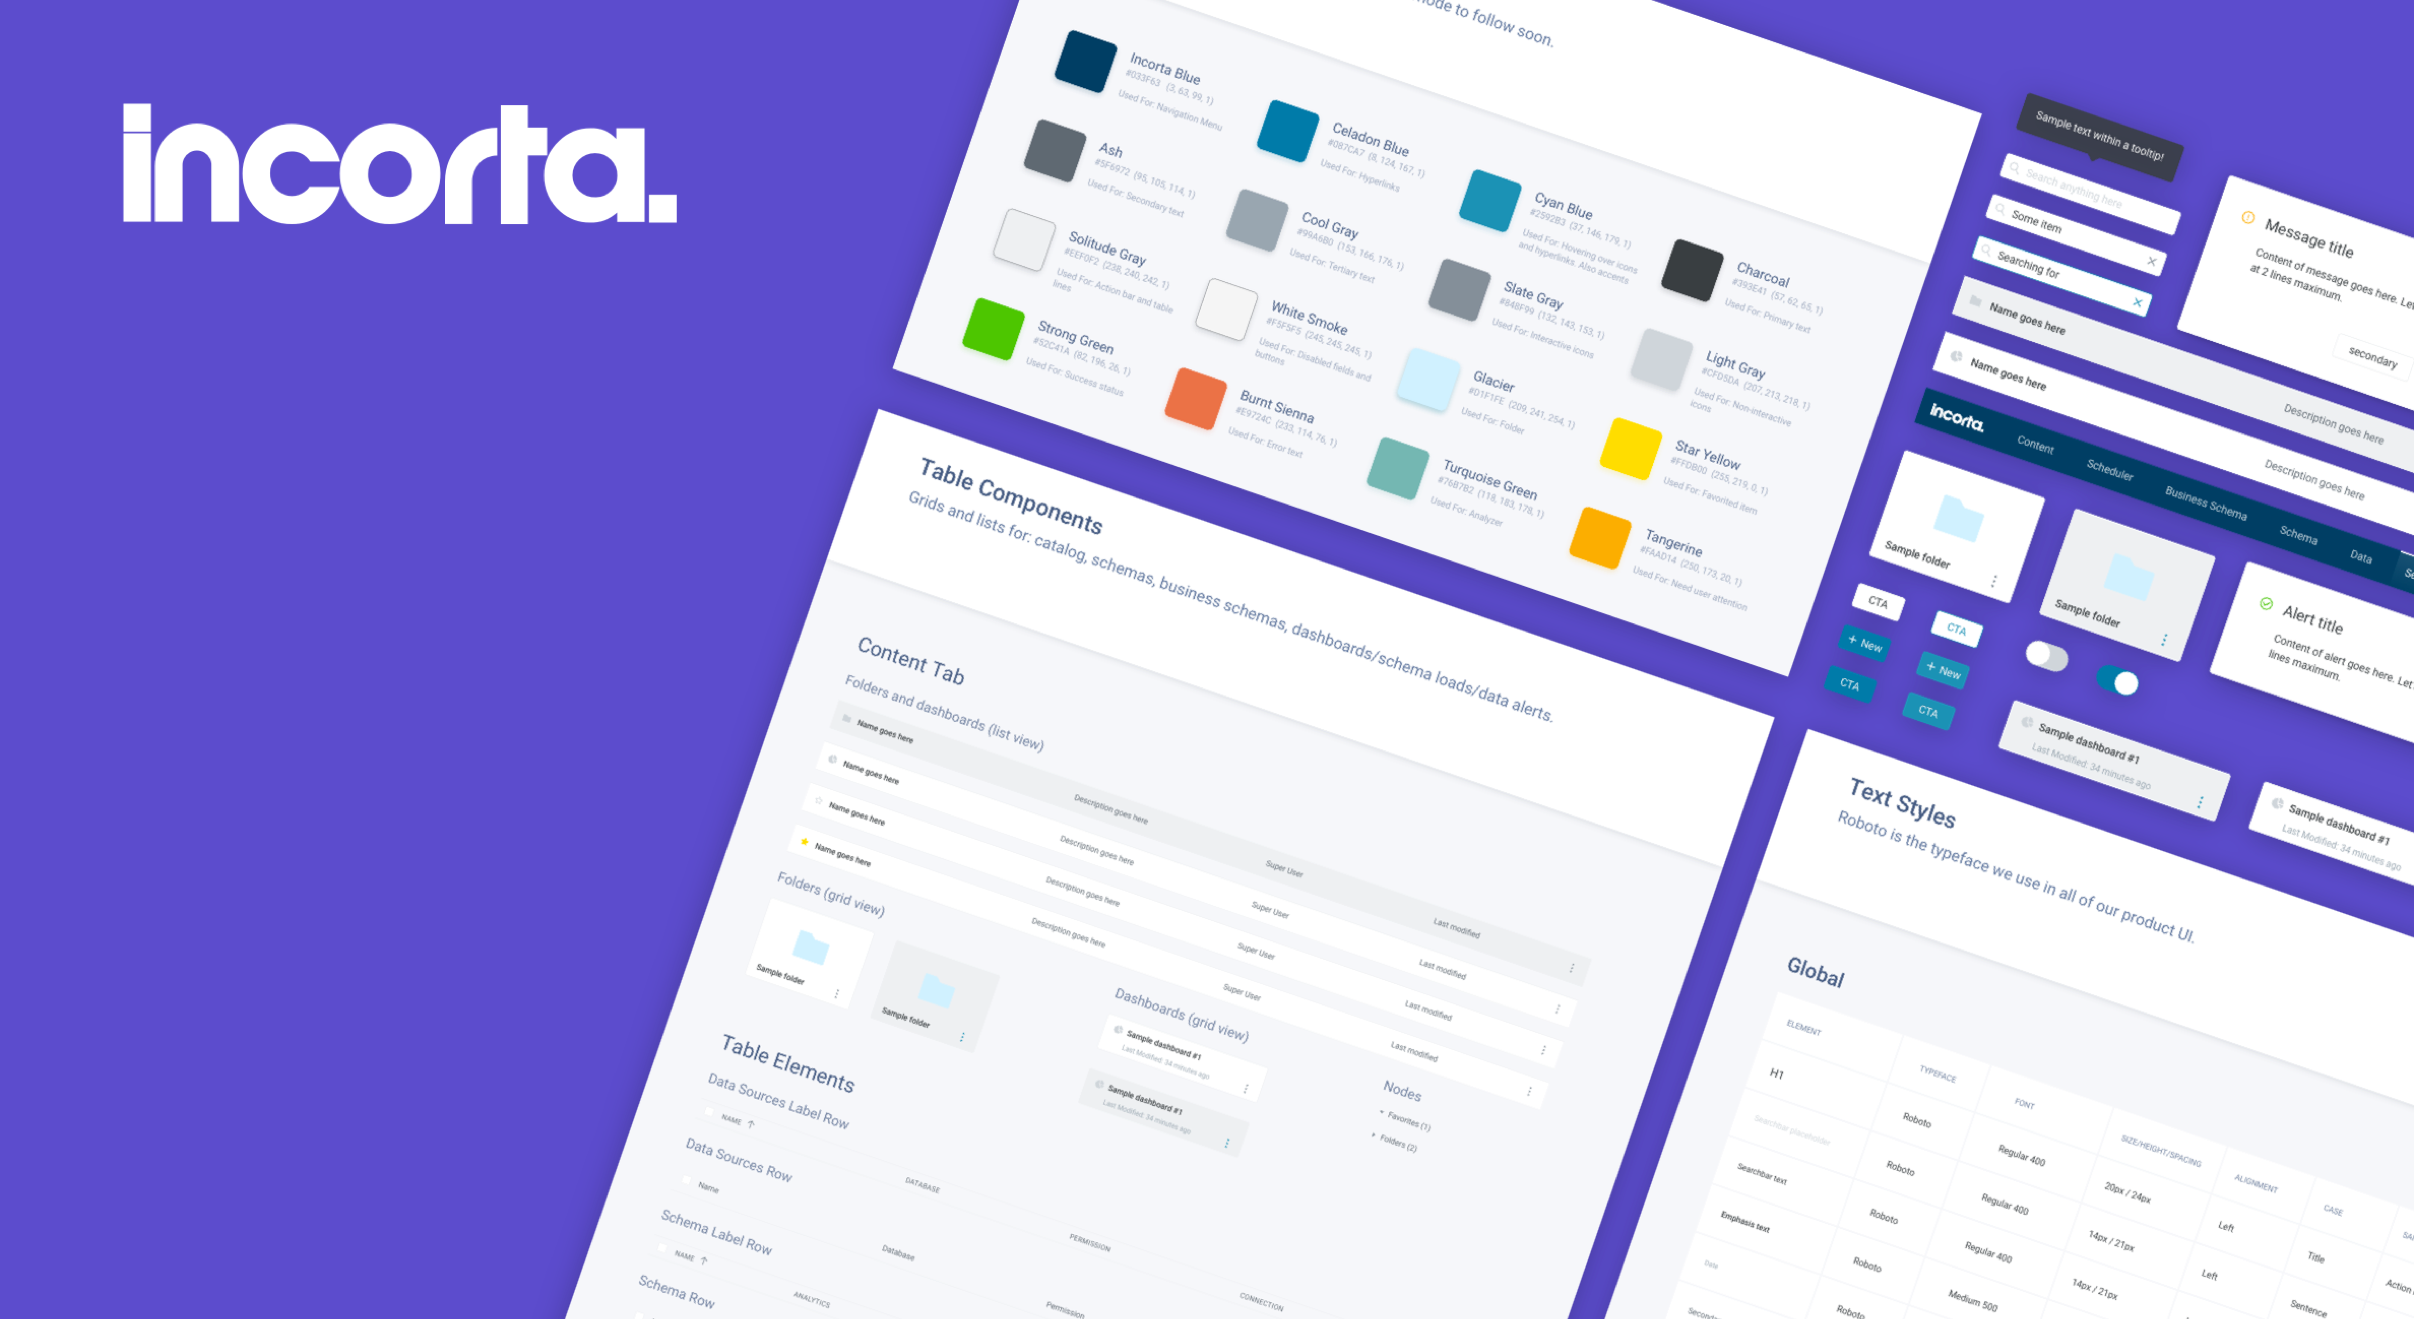 incorta.
ode to follow soon.
Incorta Blue
#033F63 (3, 63, 99, 1)
Used For: Navigation Menu
Celadon Blue
#087CA7 (8, 124, 167, 1)
Used For: Hyperlinks
Cyan Blue
#2592B3 (37, 146, 179, 1)
Used For: Hovering over icons
and hyperlinks. Also accents
Charcoal
#393E41 (57, 62, 65, 1)
Used For: Primary text
Ash
#5F6972 (95, 105, 114, 1)
Used For: Secondary text
Cool Gray
#99A6B0 (153, 166, 176, 1)
Used For: Tertiary text
Slate Gray
#848F99 (132, 143, 153, 1)
Used For: Interactive icons
Light Gray
#CFD5DA (207, 213, 218, 1)
Used For: Non-interactive
icons
Solitude Gray
#EEF0F2 (238, 240, 242, 1)
Used For: Action bar and table
lines
White Smoke
#F5F5F5 (245, 245, 245, 1)
Used For: Disabled fields and
buttons
Glacier
#D1F1FE (209, 241, 254, 1)
Used For: Folder
Star Yellow
#FFDB00 (255, 219, 0, 1)
Used For: Favorited item
Strong Green
#52C41A (82, 196, 26, 1)
Used For: Success status
Burnt Sienna
#E9724C (233, 114, 76, 1)
Used For: Error text
Turquoise Green
#76B7B2 (118, 183, 178, 1)
Used For: Analyzer
Tangerine
#FAAD14 (250, 173, 20, 1)
Used For: Need user attention
Table Components
Grids and lists for: catalog, schemas, business schemas, dashboards/schema loads/data alerts.
Content Tab
Folders and dashboards (list view)
Name goes here
Description goes here
Super User
Last modified
Name goes here
Description goes here
Super User
Last modified
Name goes here
Description goes here
Super User
Last modified
Name goes here
Description goes here
Super User
Last modified
Folders (grid view)
Sample folder
Sample folder
Dashboards (grid view)
Sample dashboard #1
Last Modified: 34 minutes ago
Sample dashboard #1
Last Modified: 34 minutes ago
Nodes
Favorites (1)
Folders (2)
Table Elements
Data Sources Label Row
NAME
DATABASE
PERMISSION
CONNECTION
Data Sources Row
Name
Database
Permission
Schema Label Row
NAME
ANALYTICS
Schema Row
Sample text within a tooltip!
Search anything here
Some item
Searching for
Message title
Content of message goes here. Let
at 2 lines maximum.
secondary
Name goes here
Description goes here
Name goes here
Description goes here
incorta.
Content
Scheduler
Business Schema
Schema
Data
Se
Sample folder
Sample folder
CTA
CTA
+ New
+ New
CTA
CTA
Alert title
Content of alert goes here. Let
lines maximum.
Sample dashboard #1
Last Modified: 34 minutes ago
Sample dashboard #1
Last Modified: 34 minutes ago
Text Styles
Roboto is the typeface we use in all of our product UI.
Global
ELEMENT
TYPEFACE
FONT
SIZE/HEIGHT/SPACING
ALIGNMENT
CASE
H1
Roboto
Regular 400
20px / 24px
Left
Title
Action
Searchbar placeholder
Roboto
Regular 400
14px / 21px
Left
Sentence
Searchbar text
Roboto
Regular 400
14px / 21px
Emphasis text
Roboto
Medium 500
Date
Roboto